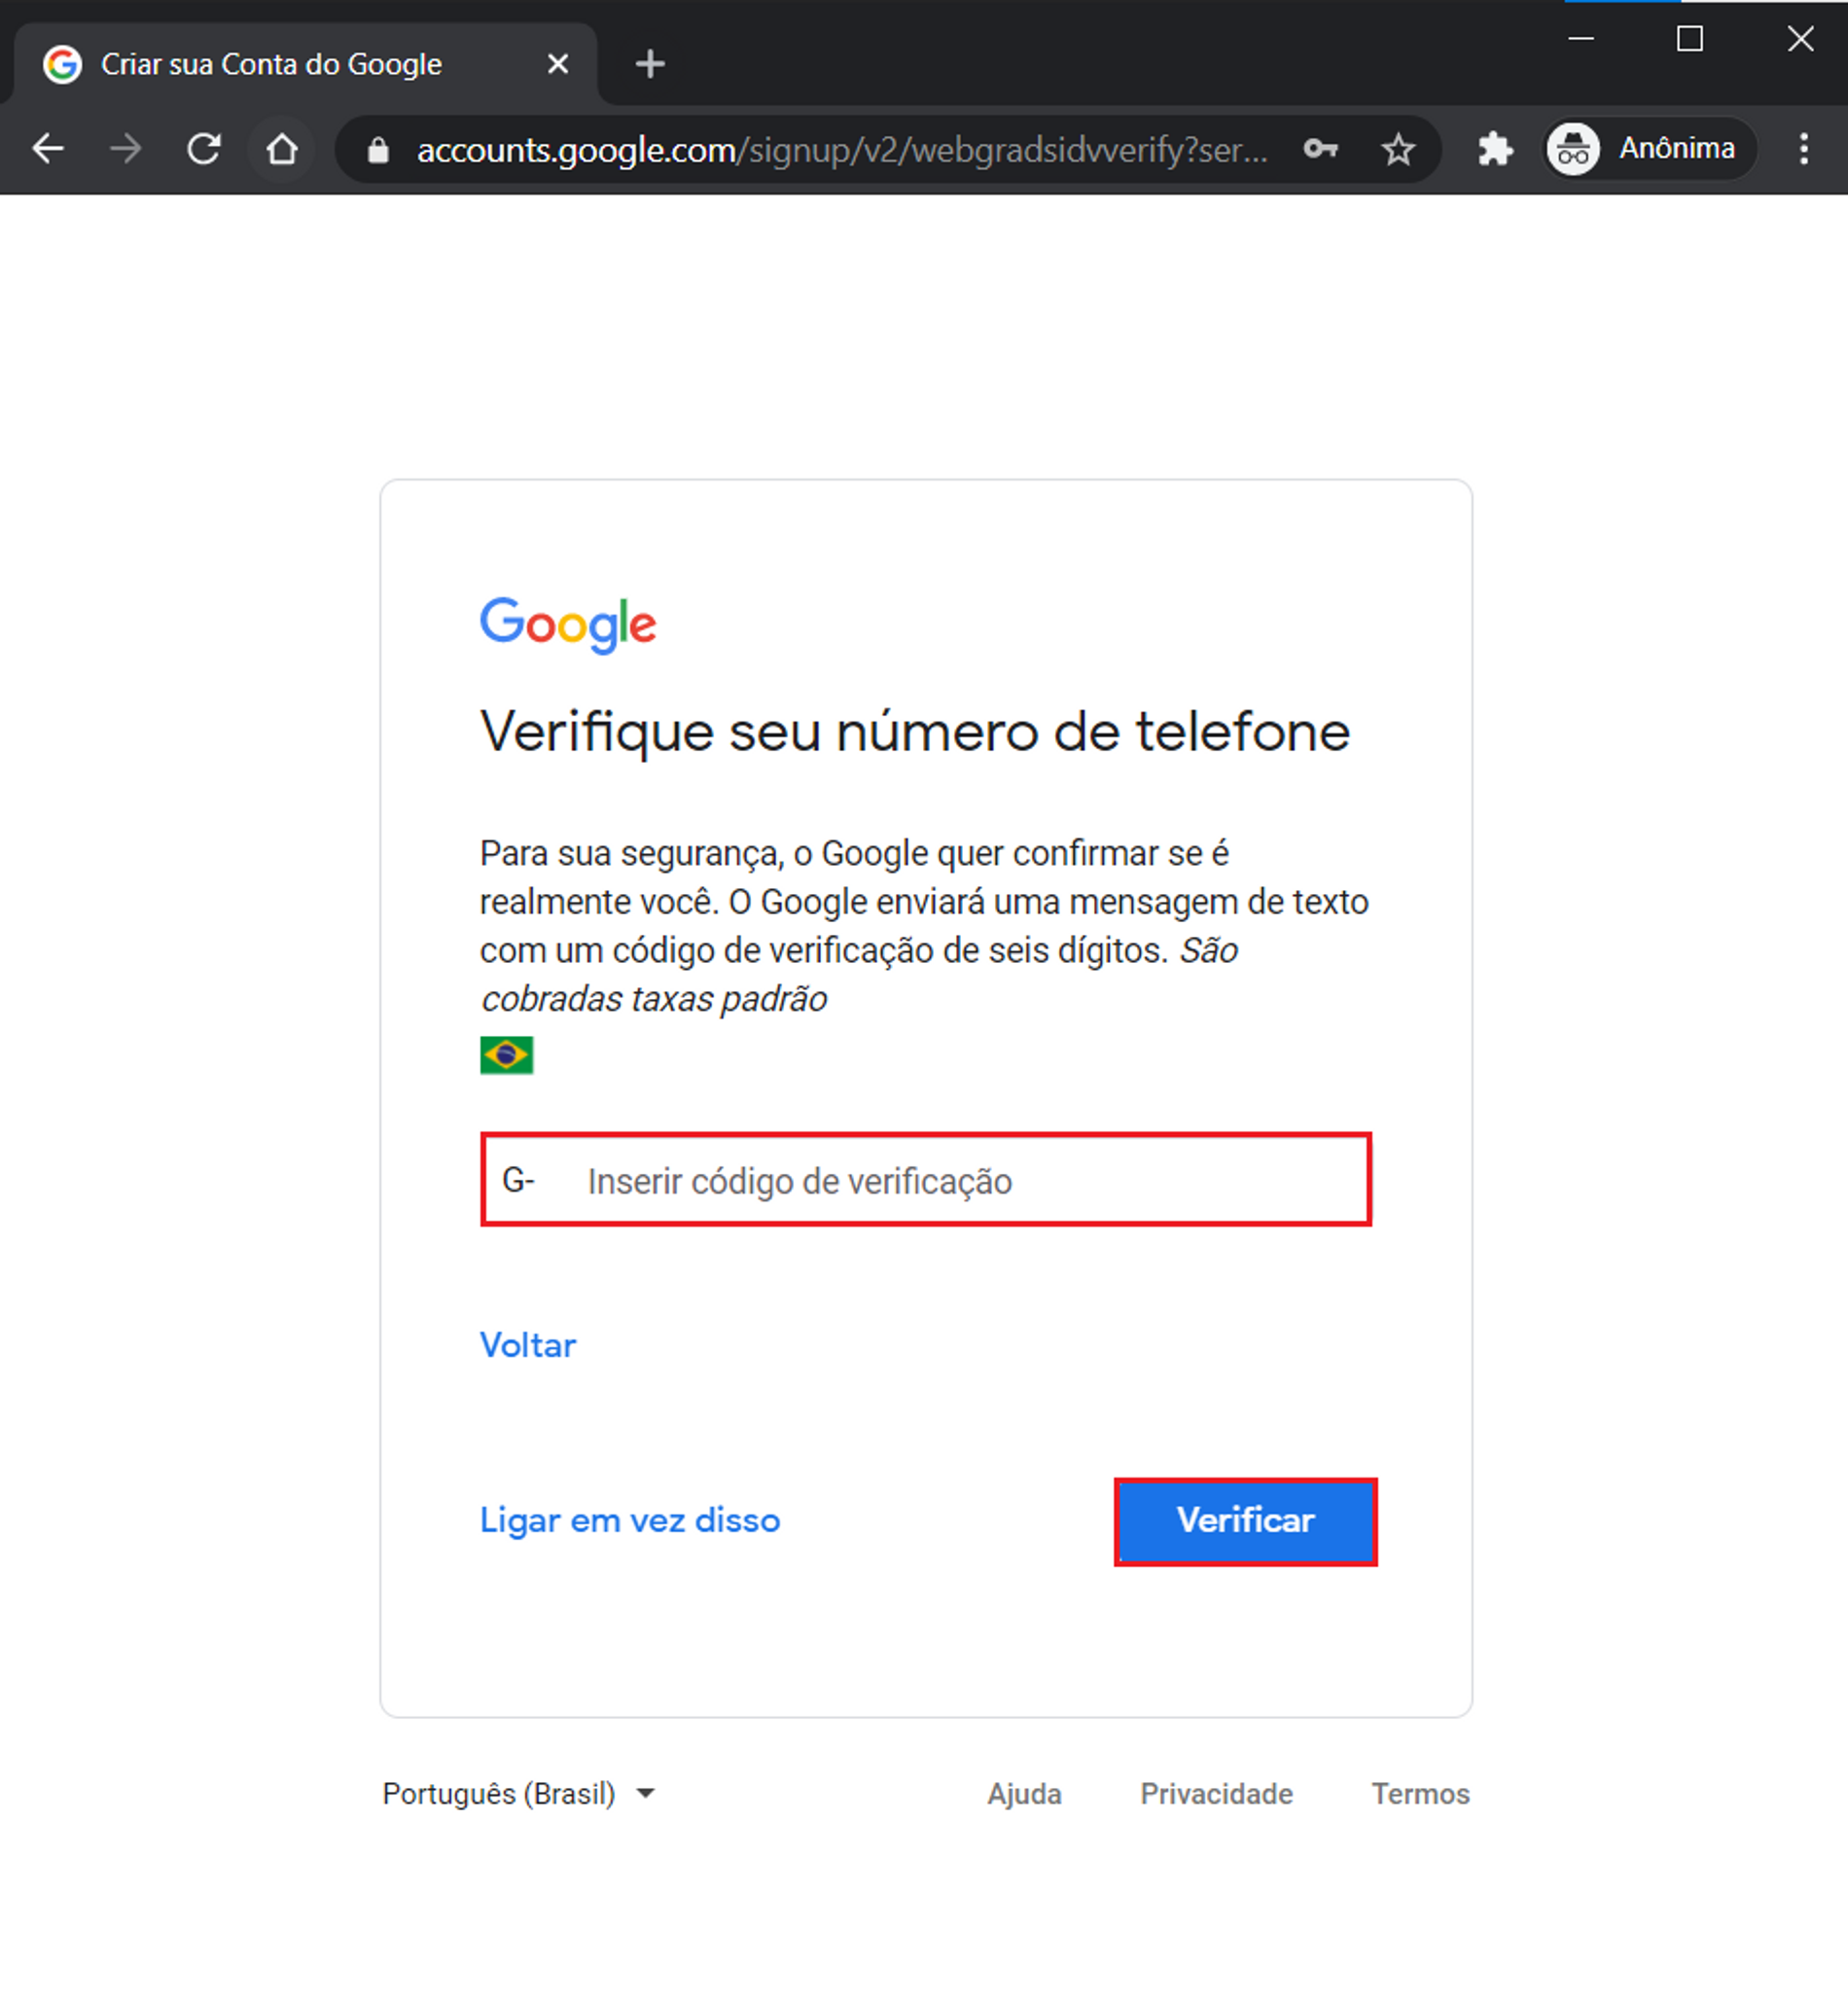 Criar sua Conta do Google
accounts.google.com/signup/v2/webgradsidvverify?ser...
Anônima
Google
Verifique seu número de telefone
Para sua segurança, o Google quer confirmar se é
realmente você. O Google enviará uma mensagem de texto
com um código de verificação de seis dígitos. São
cobradas taxas padrão
G- Inserir código de verificação
Voltar
Ligar em vez disso Verificar
Português (Brasil) Ajuda Privacidade Termos